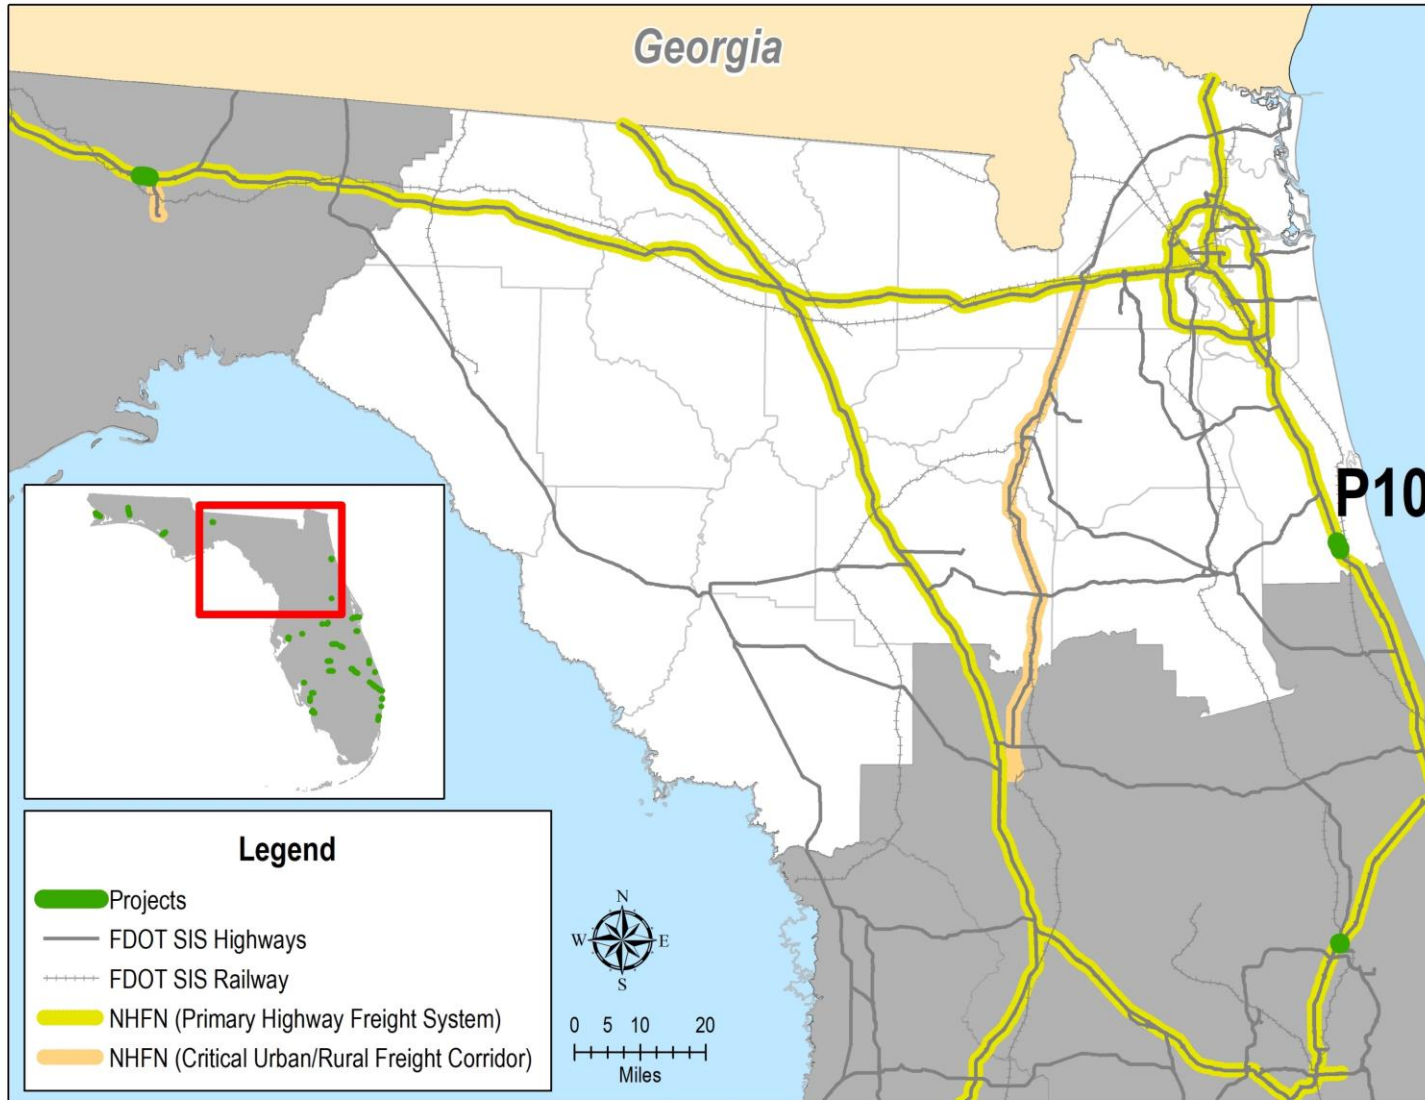 Georgia
P10
Legend
Projects
FDOT SIS Highways
FDOT SIS Railway
NHFN (Primary Highway Freight System)
NHFN (Critical Urban/Rural Freight Corridor)
N
W E
S
0 5 10 20
Miles